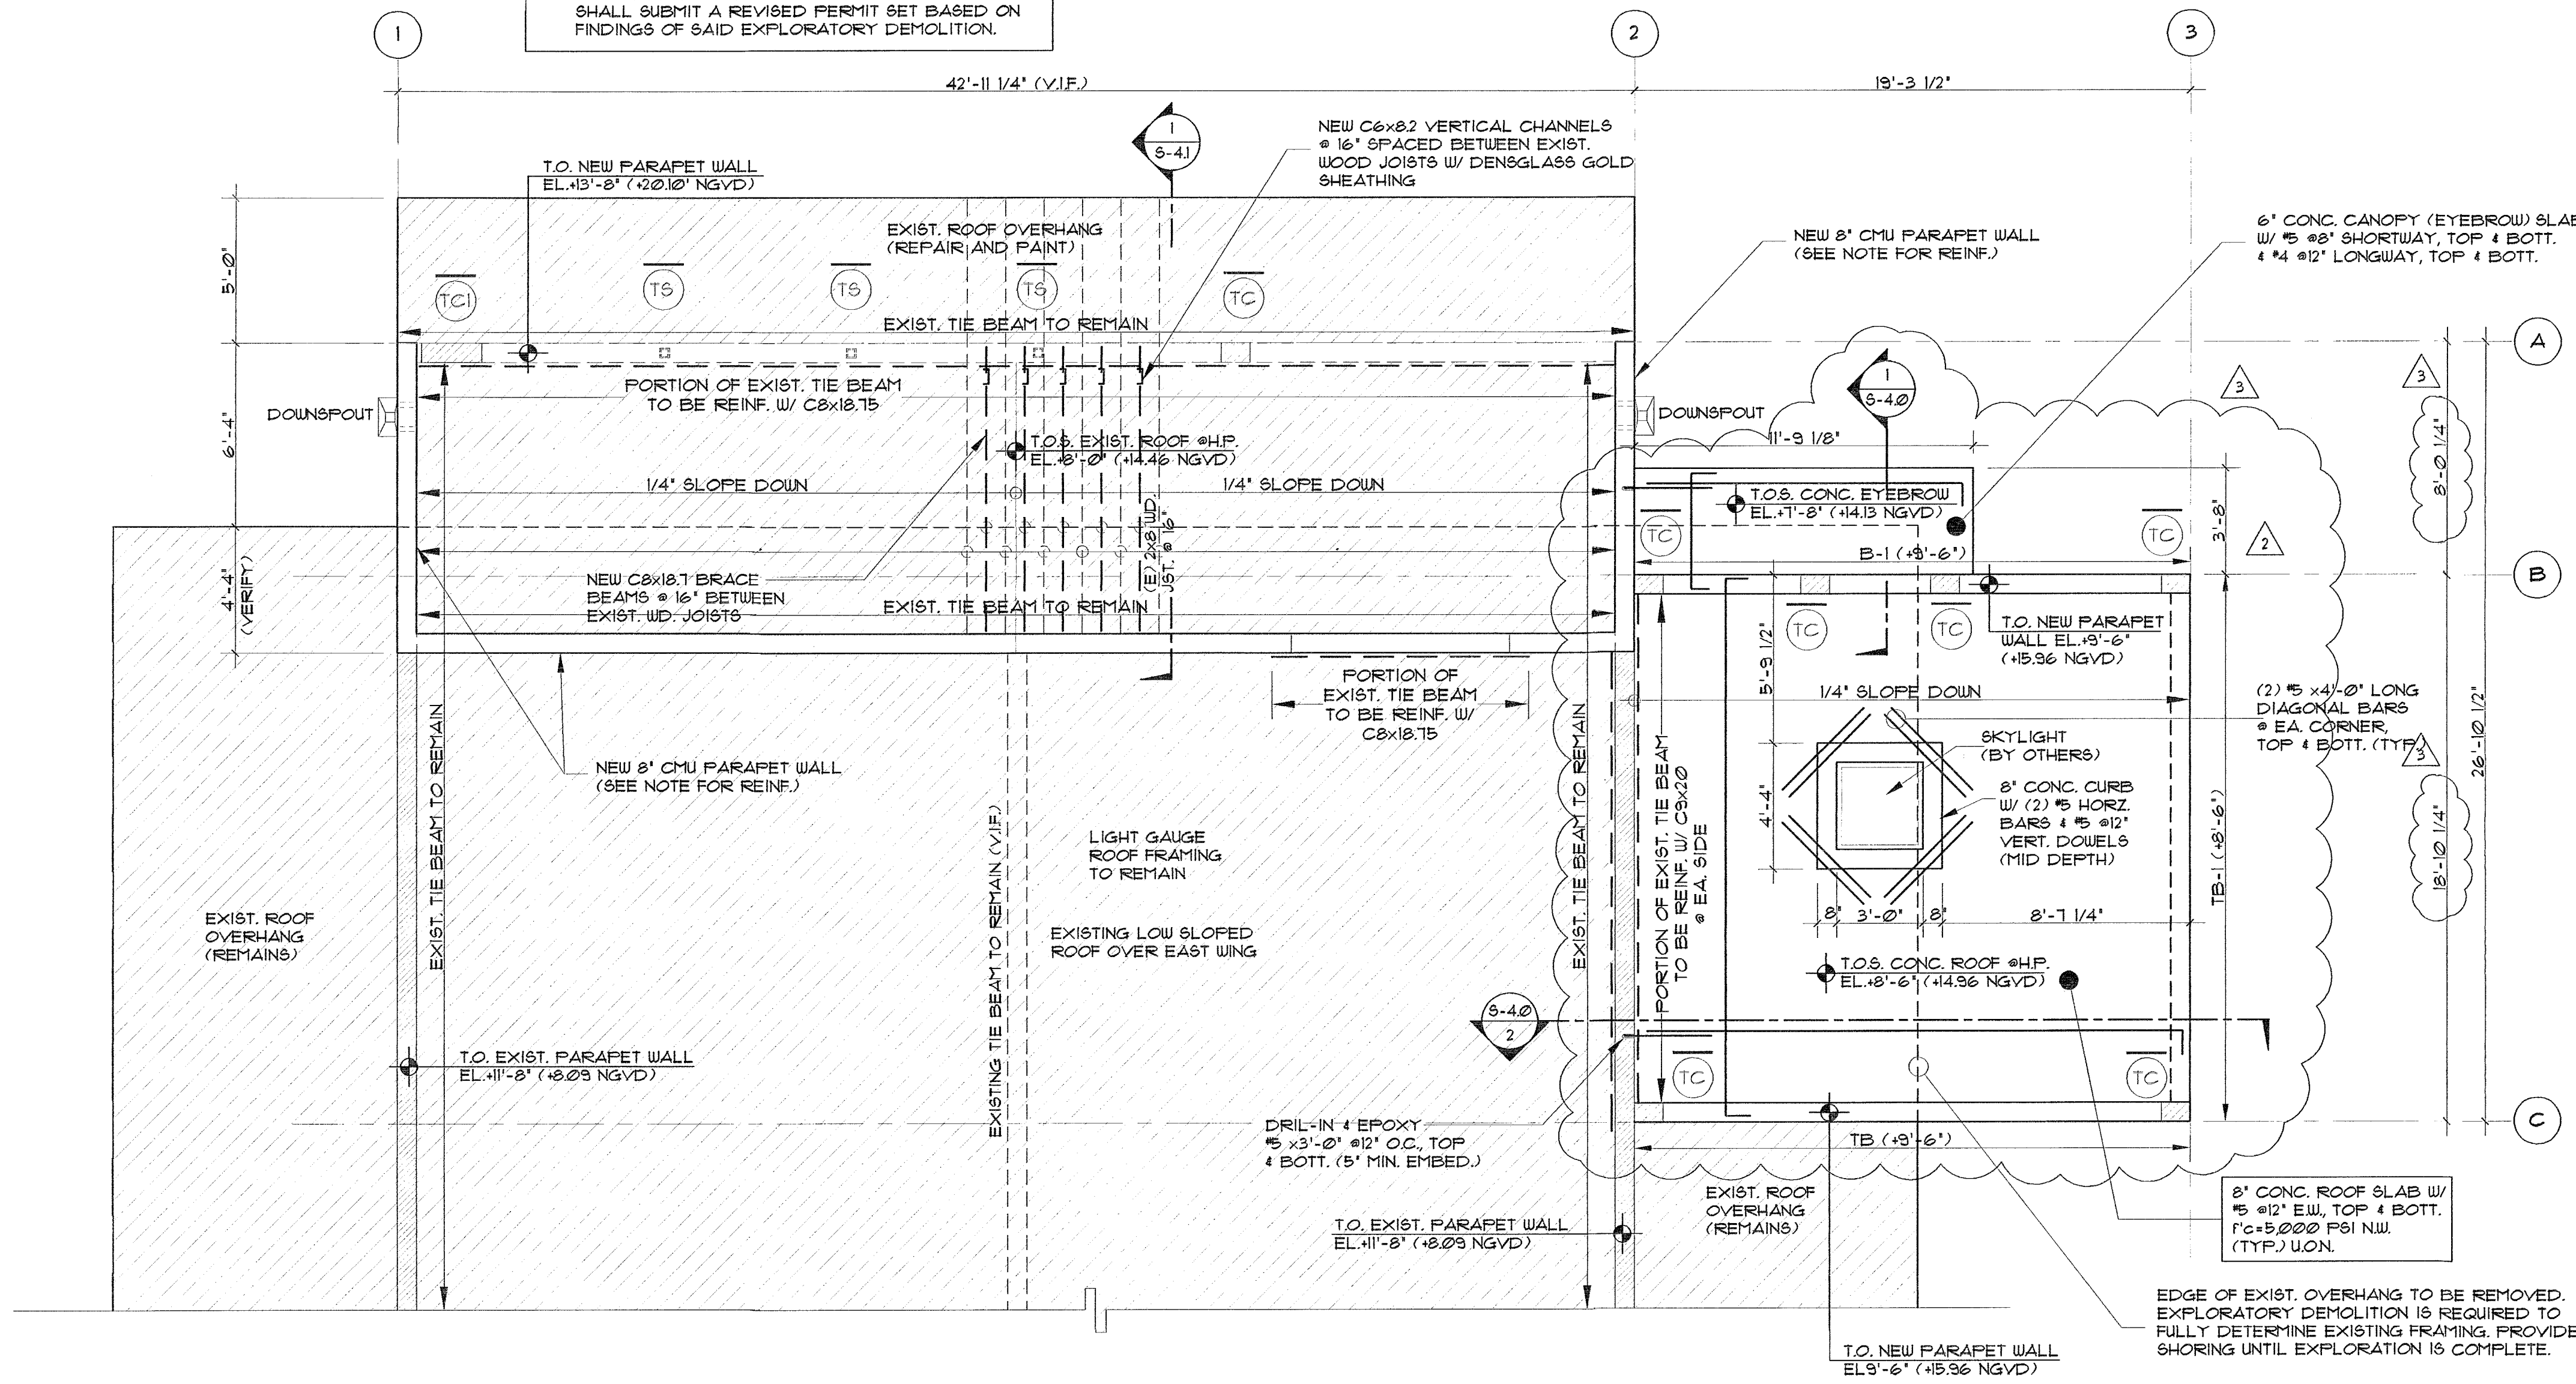 SHALL SUBMIT A REVISED PERMIT SET BASED ON
FINDINGS OF SAID EXPLORATORY DEMOLITION.
1
2
3
42'-11 1/4" (V.I.F.)
19'-3 1/2"
1
S-4.1
NEW C6x8.2 VERTICAL CHANNELS
@ 16" SPACED BETWEEN EXIST.
WOOD JOISTS W/ DENSGLASS GOLD
SHEATHING
T.O. NEW PARAPET WALL
EL.+13'-8" (+20.10' NGVD)
EXIST. ROOF OVERHANG
(REPAIR AND PAINT)
NEW 8" CMU PARAPET WALL
(SEE NOTE FOR REINF.)
6" CONC. CANOPY (EYEBROW) SLAB
W/ #5 @8" SHORTWAY, TOP & BOTT.
& #4 @12" LONGWAY, TOP & BOTT.
5'-0"
TC1
TS
TS
TS
TC
EXIST. TIE BEAM TO REMAIN
A
3
3
1
S-4.0
PORTION OF EXIST. TIE BEAM
TO BE REINF. W/ C8x18.75
DOWNSPOUT
DOWNSPOUT
6'-4"
11'-9 1/8"
8'-0 1/4"
T.O.S. EXIST. ROOF @H.P.
EL.+8'-0" (+14.46 NGVD)
1/4" SLOPE DOWN
1/4" SLOPE DOWN
T.O.S. CONC. EYEBROW
EL.+7'-8" (+14.13 NGVD)
TC
TC
3'-8"
2
B-1 (+9'-6")
(E) 2x8 WD.
JST. @ 16"
4'-4"
(VERIFY)
NEW C8x18.7 BRACE
BEAMS @ 16" BETWEEN
EXIST. WD. JOISTS
EXIST. TIE BEAM TO REMAIN
B
TC
TC
T.O. NEW PARAPET
WALL EL.+9'-6"
(+15.96 NGVD)
5'-9 1/2"
PORTION OF
EXIST. TIE BEAM
TO BE REINF. W/
C8x18.75
1/4" SLOPE DOWN
(2) #5 x4'-0" LONG
DIAGONAL BARS
@ EA. CORNER,
TOP & BOTT. (TYP.)
3
26'-10 1/2"
SKYLIGHT
(BY OTHERS)
NEW 8" CMU PARAPET WALL
(SEE NOTE FOR REINF.)
EXIST. TIE BEAM TO REMAIN
EXISTING TIE BEAM TO REMAIN (V.I.F.)
EXIST. TIE BEAM TO REMAIN
PORTION OF EXIST. TIE BEAM
TO BE REINF. W/ C9x20
@ EA. SIDE
4'-4"
8" CONC. CURB
W/ (2) #5 HORZ.
BARS & #5 @12"
VERT. DOWELS
(MID DEPTH)
TB-1 (+8'-6")
18'-10 1/4"
LIGHT GAUGE
ROOF FRAMING
TO REMAIN
8"
3'-0"
8"
8'-7 1/4"
EXIST. ROOF
OVERHANG
(REMAINS)
EXISTING LOW SLOPED
ROOF OVER EAST WING
T.O.S. CONC. ROOF @H.P.
EL.+8'-6" (+14.96 NGVD)
S-4.0
2
T.O. EXIST. PARAPET WALL
EL.+11'-8" (+8.09 NGVD)
TC
TC
DRIL-IN & EPOXY
#5 x3'-0" @12" O.C., TOP
& BOTT. (5" MIN. EMBED.)
TB (+9'-6")
C
EXIST. ROOF
OVERHANG
(REMAINS)
T.O. EXIST. PARAPET WALL
EL.+11'-8" (+8.09 NGVD)
8" CONC. ROOF SLAB W/
#5 @12" E.W., TOP & BOTT.
f'c=5,000 PSI N.W.
(TYP.) U.O.N.
EDGE OF EXIST. OVERHANG TO BE REMOVED.
EXPLORATORY DEMOLITION IS REQUIRED TO
FULLY DETERMINE EXISTING FRAMING. PROVIDE
SHORING UNTIL EXPLORATION IS COMPLETE.
T.O. NEW PARAPET WALL
EL9'-6" (+15.96 NGVD)